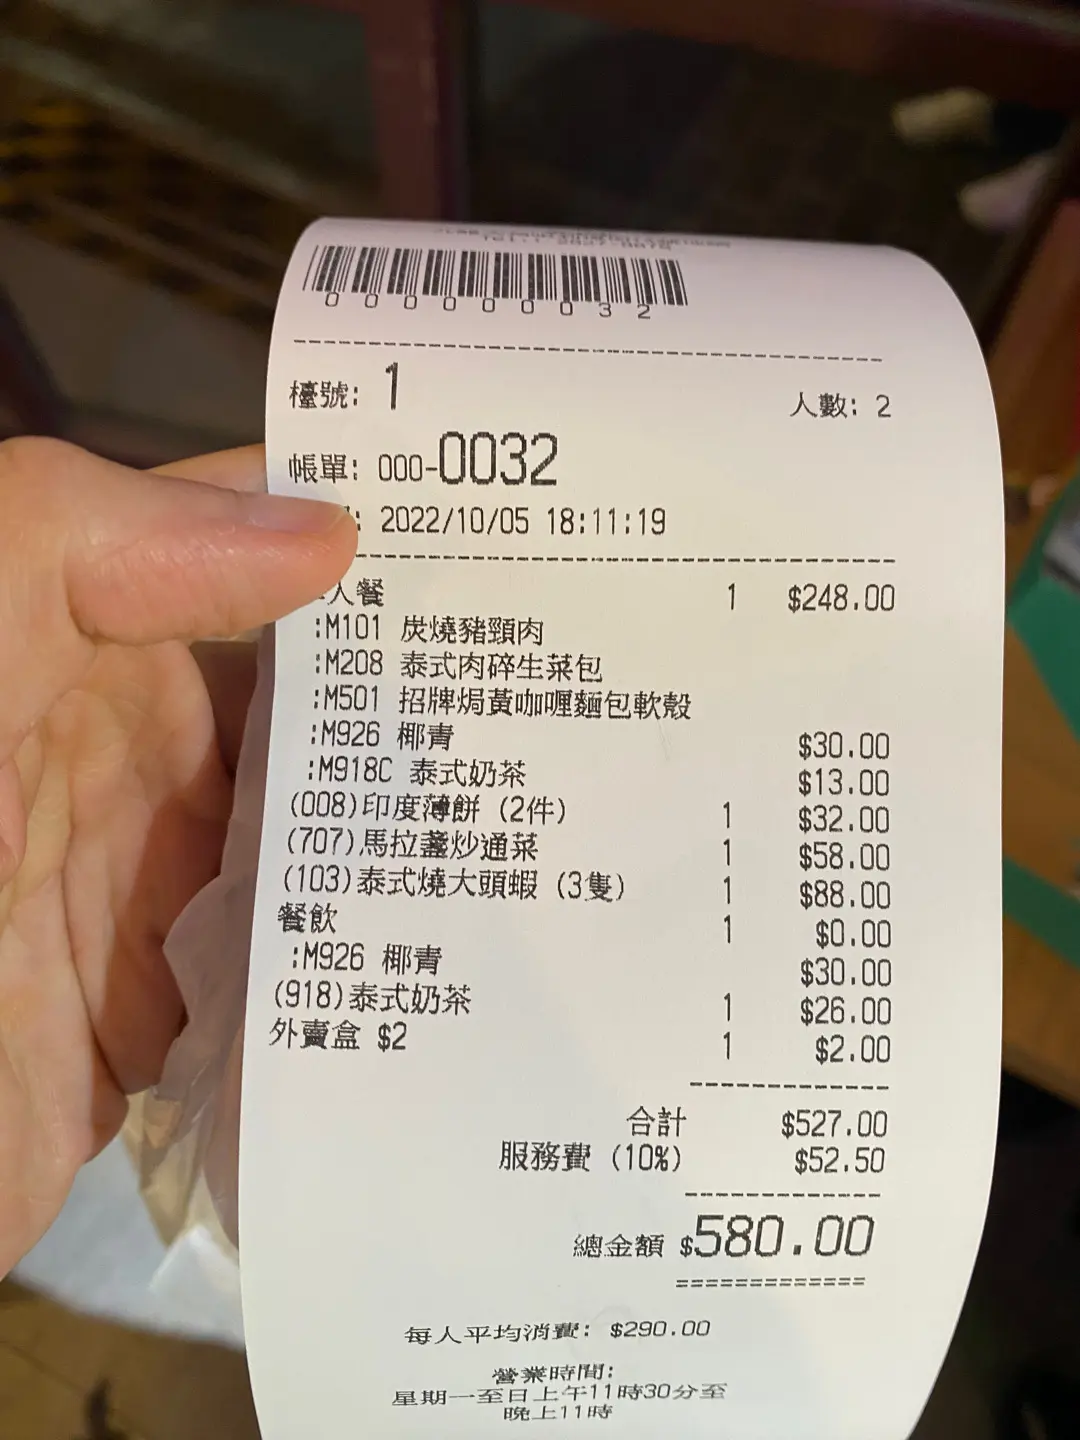 00000032
檯號: 1 人數: 2
帳單: 000-0032
: 2022/10/05 18:11:19
人餐 1 $248.00
:M101 炭燒豬頸肉
:M208 泰式肉碎生菜包
:M501 招牌焗黃咖喱麵包軟殼
:M926 椰青 $30.00
:M918C 泰式奶茶 $13.00
(008)印度薄餅 (2件) 1 $32.00
(707)馬拉盞炒通菜 1 $58.00
(103)泰式燒大頭蝦 (3隻) 1 $88.00
餐飲 1 $0.00
:M926 椰青 $30.00
(918)泰式奶茶 1 $26.00
外賣盒 $2 1 $2.00
合計 $527.00
服務費 (10%) $52.50
總金額 $580.00
=============
每人平均消費: $290.00
營業時間:
星期一至日上午11時30分至
晚上11時